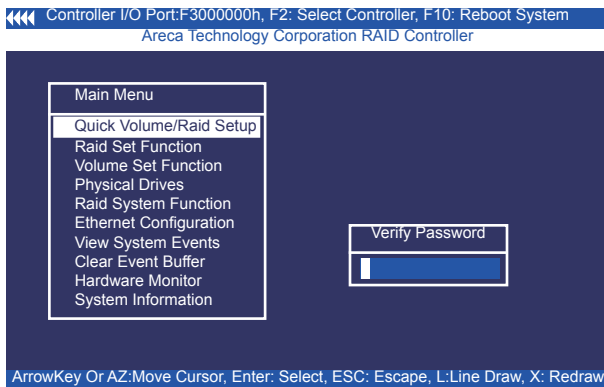 Controller I/O Port:F3000000h, F2: Select Controller, F10: Reboot System
Areca Technology Corporation RAID Controller
Main Menu
Quick Volume/Raid Setup
Raid Set Function
Volume Set Function
Physical Drives
Raid System Function
Ethernet Configuration
View System Events
Clear Event Buffer
Hardware Monitor
System Information
Verify Password
ArrowKey Or AZ:Move Cursor, Enter: Select, ESC: Escape, L:Line Draw, X: Redraw